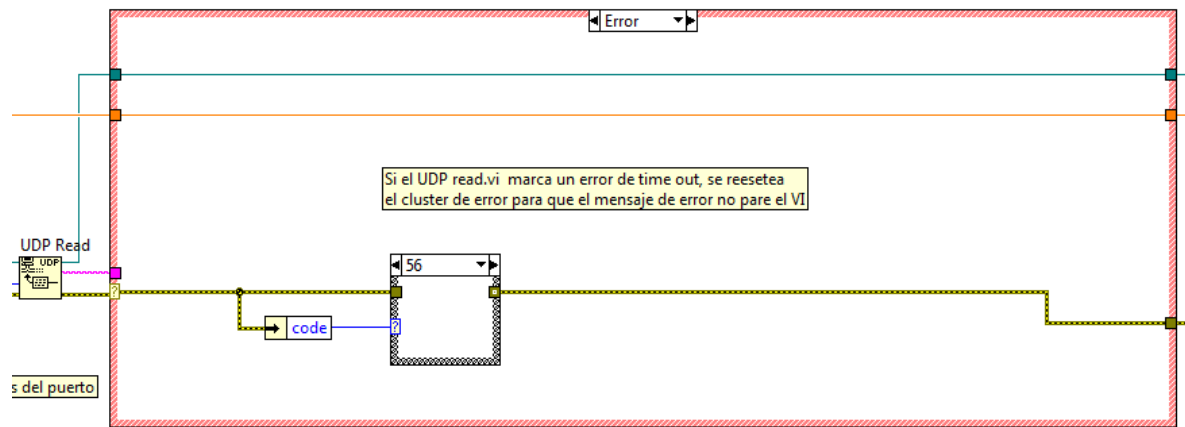 Error
Si el UDP read.vi marca un error de time out, se reesetea
el cluster de error para que el mensaje de error no pare el VI
UDP Read
UDP
56
?
code
?
s del puerto